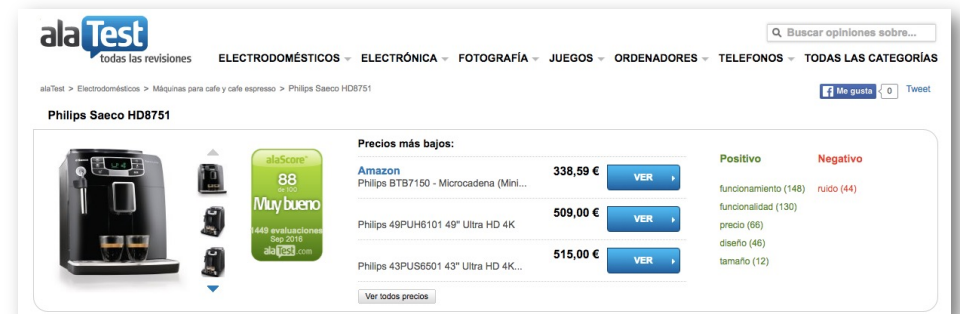 alaTest
todas las revisiones
Buscar opiniones sobre...
ELECTRODOMÉSTICOS ELECTRÓNICA FOTOGRAFÍA JUEGOS ORDENADORES TELEFONOS TODAS LAS CATEGORÍAS
alaTest > Electrodomésticos > Máquinas para cafe y cafe espresso > Philips Saeco HD8751
Me gusta 0 Tweet
Philips Saeco HD8751
alaScore
88
de 100
Muy bueno
1449 evaluaciones
Sep 2016
alaTest.com
Precios más bajos:
Amazon
Philips BTB7150 - Microcadena (Mini...
338,59 € VER
Philips 49PUH6101 49" Ultra HD 4K
509,00 € VER
Philips 43PUS6501 43" Ultra HD 4K...
515,00 € VER
Ver todos precios
Positivo
funcionamiento (148)
funcionalidad (130)
precio (66)
diseño (46)
tamaño (12)
Negativo
ruido (44)